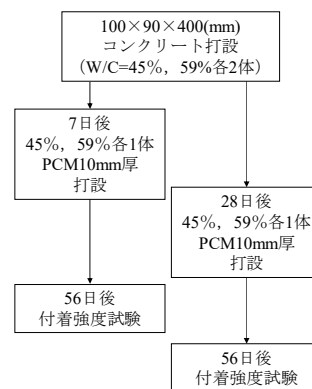 100×90×400(mm)
コンクリート打設
（W/C=45%，59%各2体）
7日後
45%，59%各1体
PCM10mm厚
打設
28日後
45%，59%各1体
PCM10mm厚
打設
56日後
付着強度試験
56日後
付着強度試験